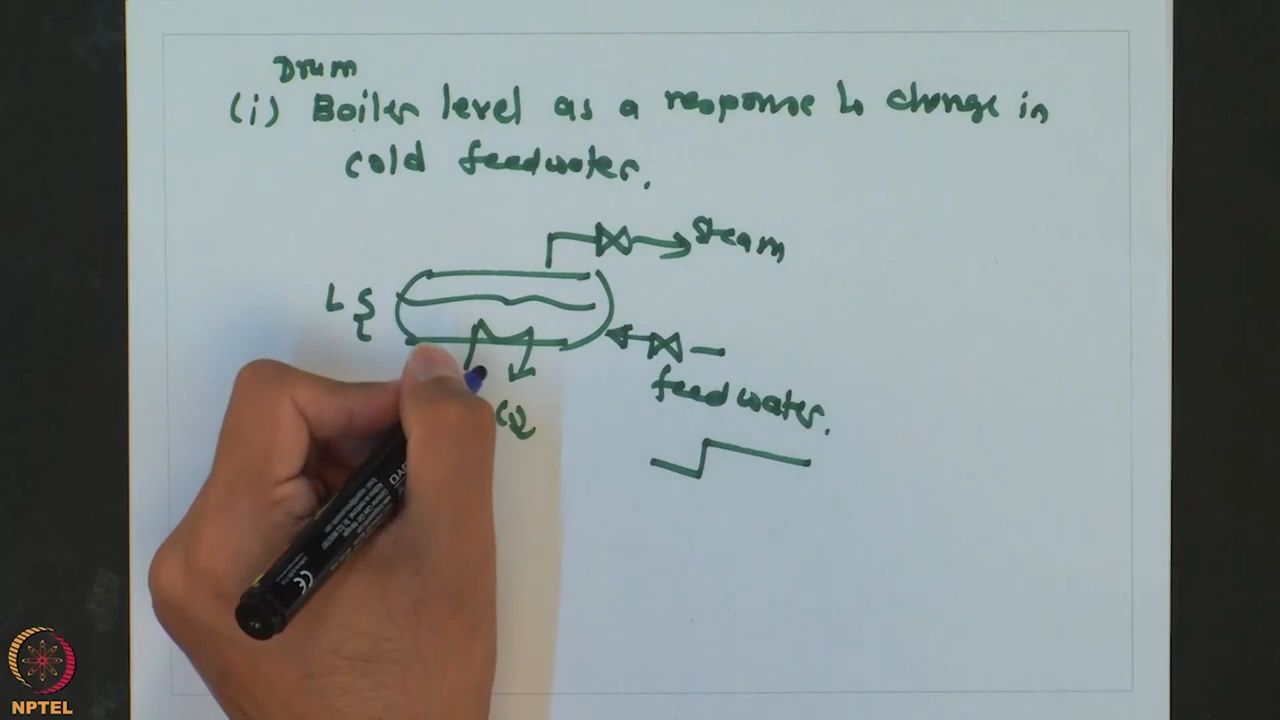 Drum
(i) Boiler level as a response to change in
cold feedwater.
Steam
L
feedwater.
NPTEL